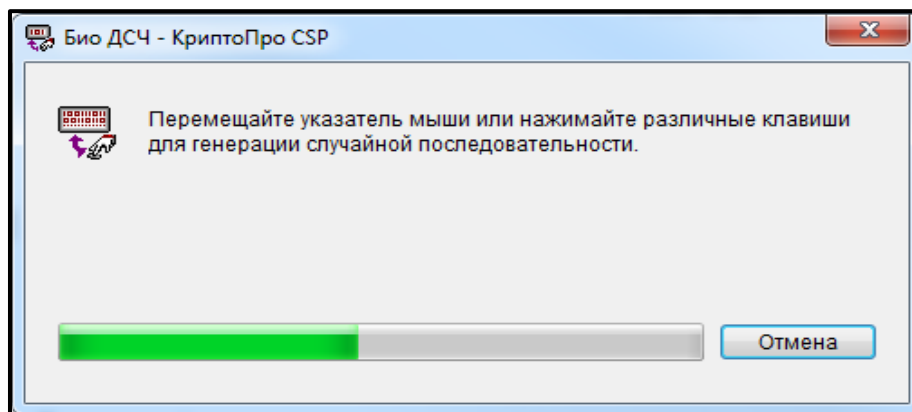 Био ДСЧ - КриптоПро CSP
Перемещайте указатель мыши или нажимайте различные клавиши
для генерации случайной последовательности.
Отмена